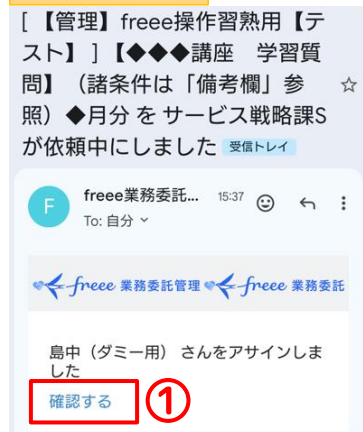 [ 【管理】freee操作習熟用【テ
スト】 ] 【◆◆◆講座　学習質
問】（諸条件は「備考欄」参
照）◆月分 を サービス戦略課S
が依頼中にしました 受信トレイ
F
freee業務委託... 15:37
To: 自分
freee 業務委託管理 freee 業務委託
島中（ダミー用） さんをアサインしま
した
確認する ①